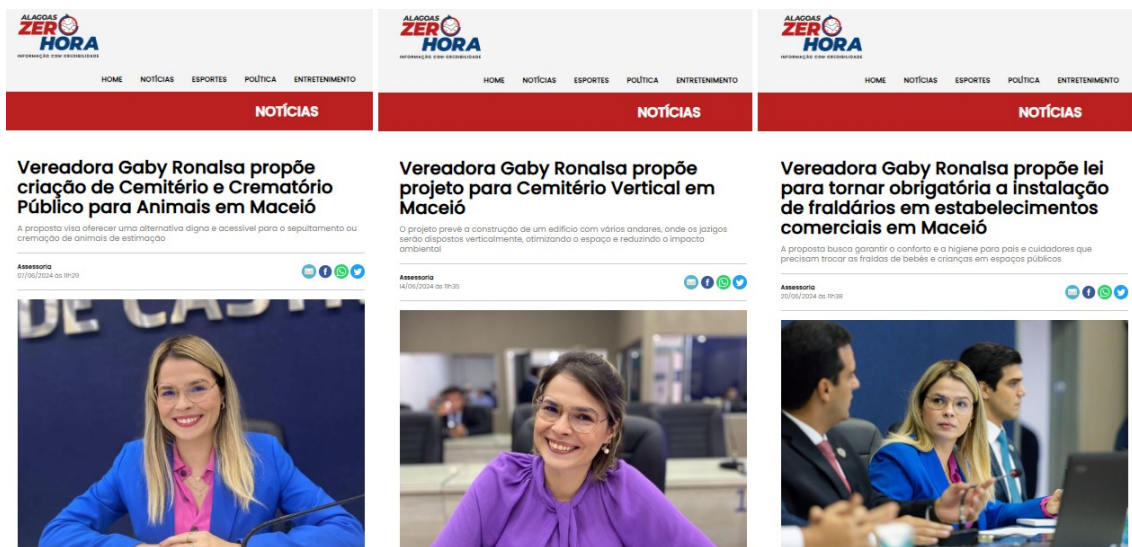 ALAGOAS
ZERO
HORA
INFORMAÇÃO COM CREDIBILIDADE
HOME NOTÍCIAS ESPORTES POLÍTICA ENTRETENIMENTO
NOTÍCIAS
Vereadora Gaby Ronalsa propõe
criação de Cemitério e Crematório
Público para Animais em Maceió
A proposta visa oferecer uma alternativa digna e acessível para o sepultamento ou
cremação de animais de estimação
Assessoria
07/06/2024 às 11h29
DE CAST
ALAGOAS
ZERO
HORA
INFORMAÇÃO COM CREDIBILIDADE
HOME NOTÍCIAS ESPORTES POLÍTICA ENTRETENIMENTO
NOTÍCIAS
Vereadora Gaby Ronalsa propõe
projeto para Cemitério Vertical em
Maceió
O projeto prevê a construção de um edifício com vários andares, onde os jazigos
serão dispostos verticalmente, otimizando o espaço e reduzindo o impacto
ambiental
Assessoria
14/06/2024 às 11h35
ALAGOAS
ZERO
HORA
INFORMAÇÃO COM CREDIBILIDADE
HOME NOTÍCIAS ESPORTES POLÍTICA ENTRETENIMENTO
NOTÍCIAS
Vereadora Gaby Ronalsa propõe lei
para tornar obrigatória a instalação
de fraldários em estabelecimentos
comerciais em Maceió
A proposta busca garantir o conforto e a higiene para pais e cuidadores que
precisam trocar as fraldas de bebês e crianças em espaços públicos
Assessoria
20/06/2024 às 11h38